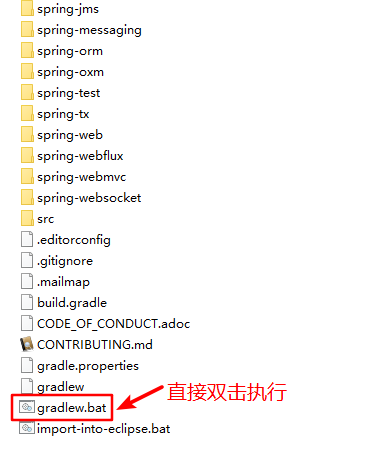 spring-jms
spring-messaging
spring-orm
spring-oxm
spring-test
spring-tx
spring-web
spring-webflux
spring-webmvc
spring-websocket
src
.editorconfig
.gitignore
.mailmap
build.gradle
CODE_OF_CONDUCT.adoc
CONTRIBUTING.md
gradle.properties
gradlew
gradlew.bat 直接双击执行
import-into-eclipse.bat